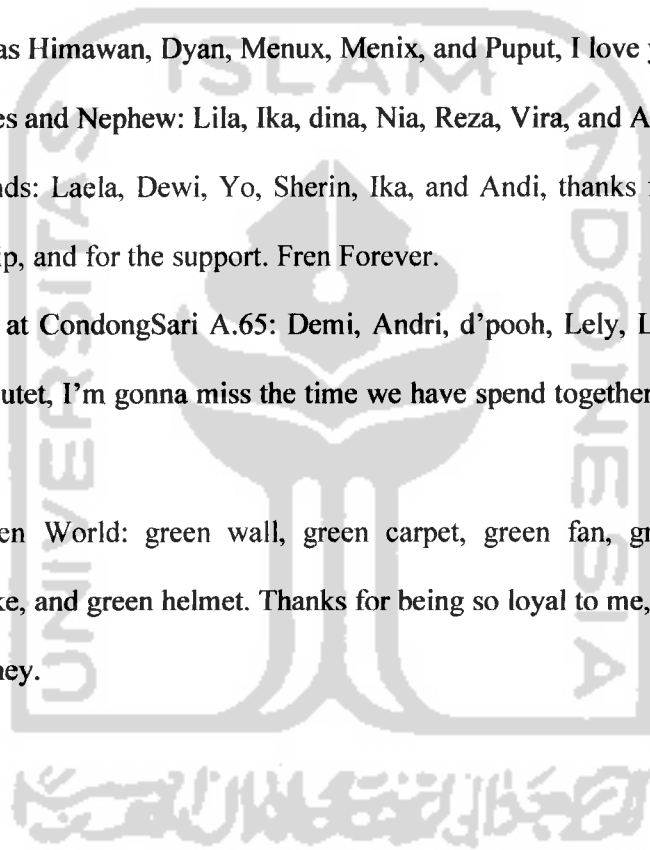 as Himawan, Dyan, Menux, Menix, and Puput, I love y
es and Nephew: Lila, Ika, dina, Nia, Reza, Vira, and A
nds: Laela, Dewi, Yo, Sherin, Ika, and Andi, thanks f
ip, and for the support. Fren Forever.
at CondongSari A.65: Demi, Andri, d'pooh, Lely, L
utet, I'm gonna miss the time we have spend together
en World: green wall, green carpet, green fan, gr
ke, and green helmet. Thanks for being so loyal to me,
ney.
UNIVERSITAS
ISLAM
INDONESIA